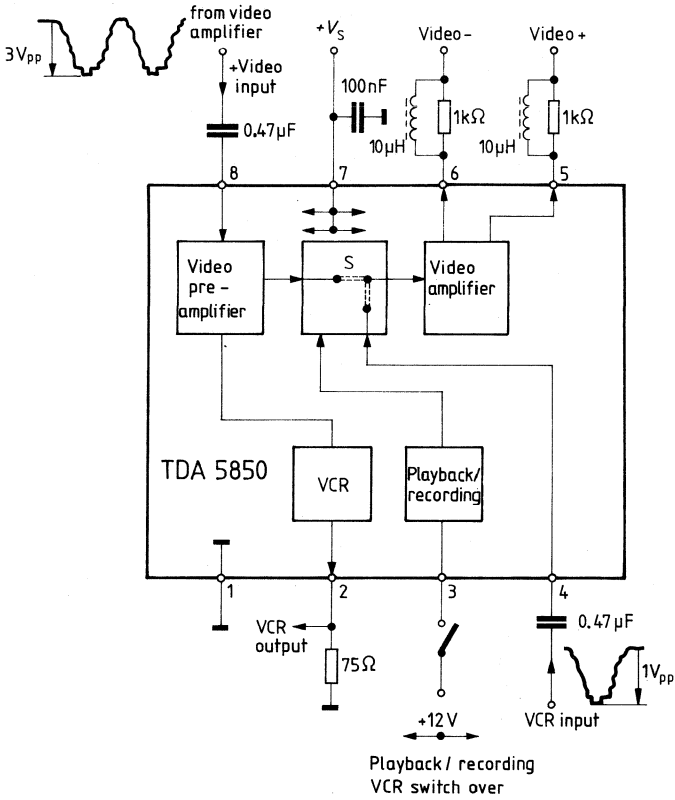 from video
amplifier
3Vpp
+Video
input
0.47µF
+VS
100nF
Video-
10µH
1kΩ
Video+
10µH
1kΩ
8
7
6
5
Video
pre-
amplifier
S
Video
amplifier
TDA 5850
VCR
Playback/
recording
1
2
3
4
VCR
output
75Ω
+12V
0.47µF
1Vpp
VCR input
Playback/ recording
VCR switch over